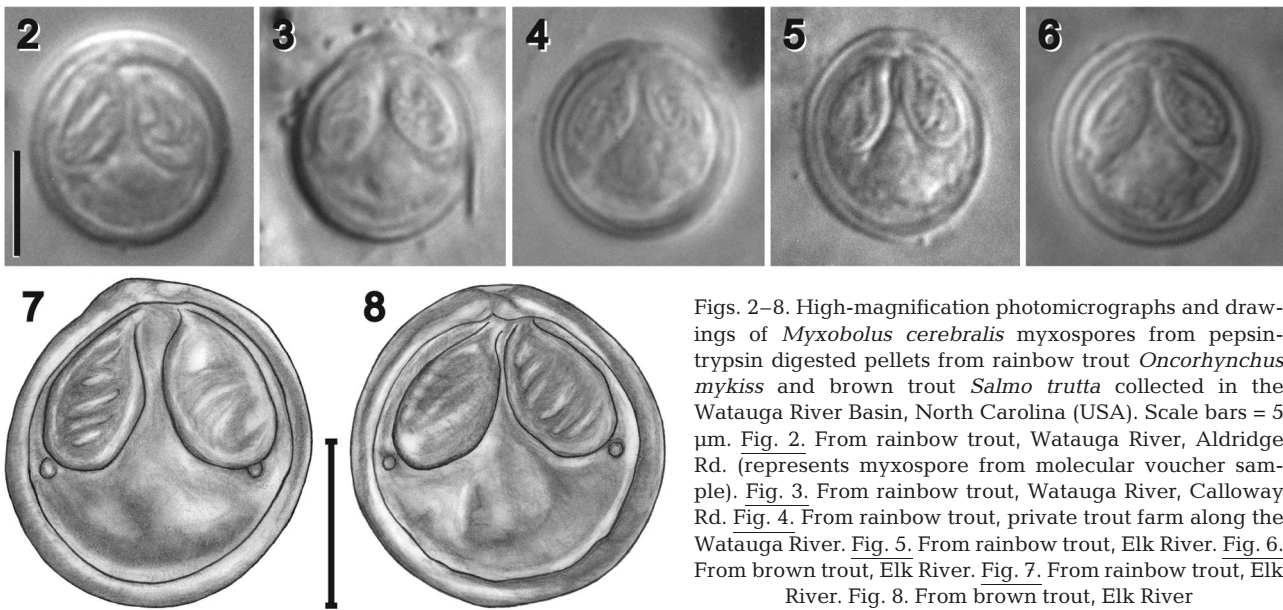 2
3
4
5
6
7
8
Figs. 2–8. High-magnification photomicrographs and draw-
ings of Myxobolus cerebralis myxospores from pepsin-
trypsin digested pellets from rainbow trout Oncorhynchus
mykiss and brown trout Salmo trutta collected in the
Watauga River Basin, North Carolina (USA). Scale bars = 5
µm. Fig. 2. From rainbow trout, Watauga River, Aldridge
Rd. (represents myxospore from molecular voucher sam-
ple). Fig. 3. From rainbow trout, Watauga River, Calloway
Rd. Fig. 4. From rainbow trout, private trout farm along the
Watauga River. Fig. 5. From rainbow trout, Elk River. Fig. 6.
From brown trout, Elk River. Fig. 7. From rainbow trout, Elk
River. Fig. 8. From brown trout, Elk River